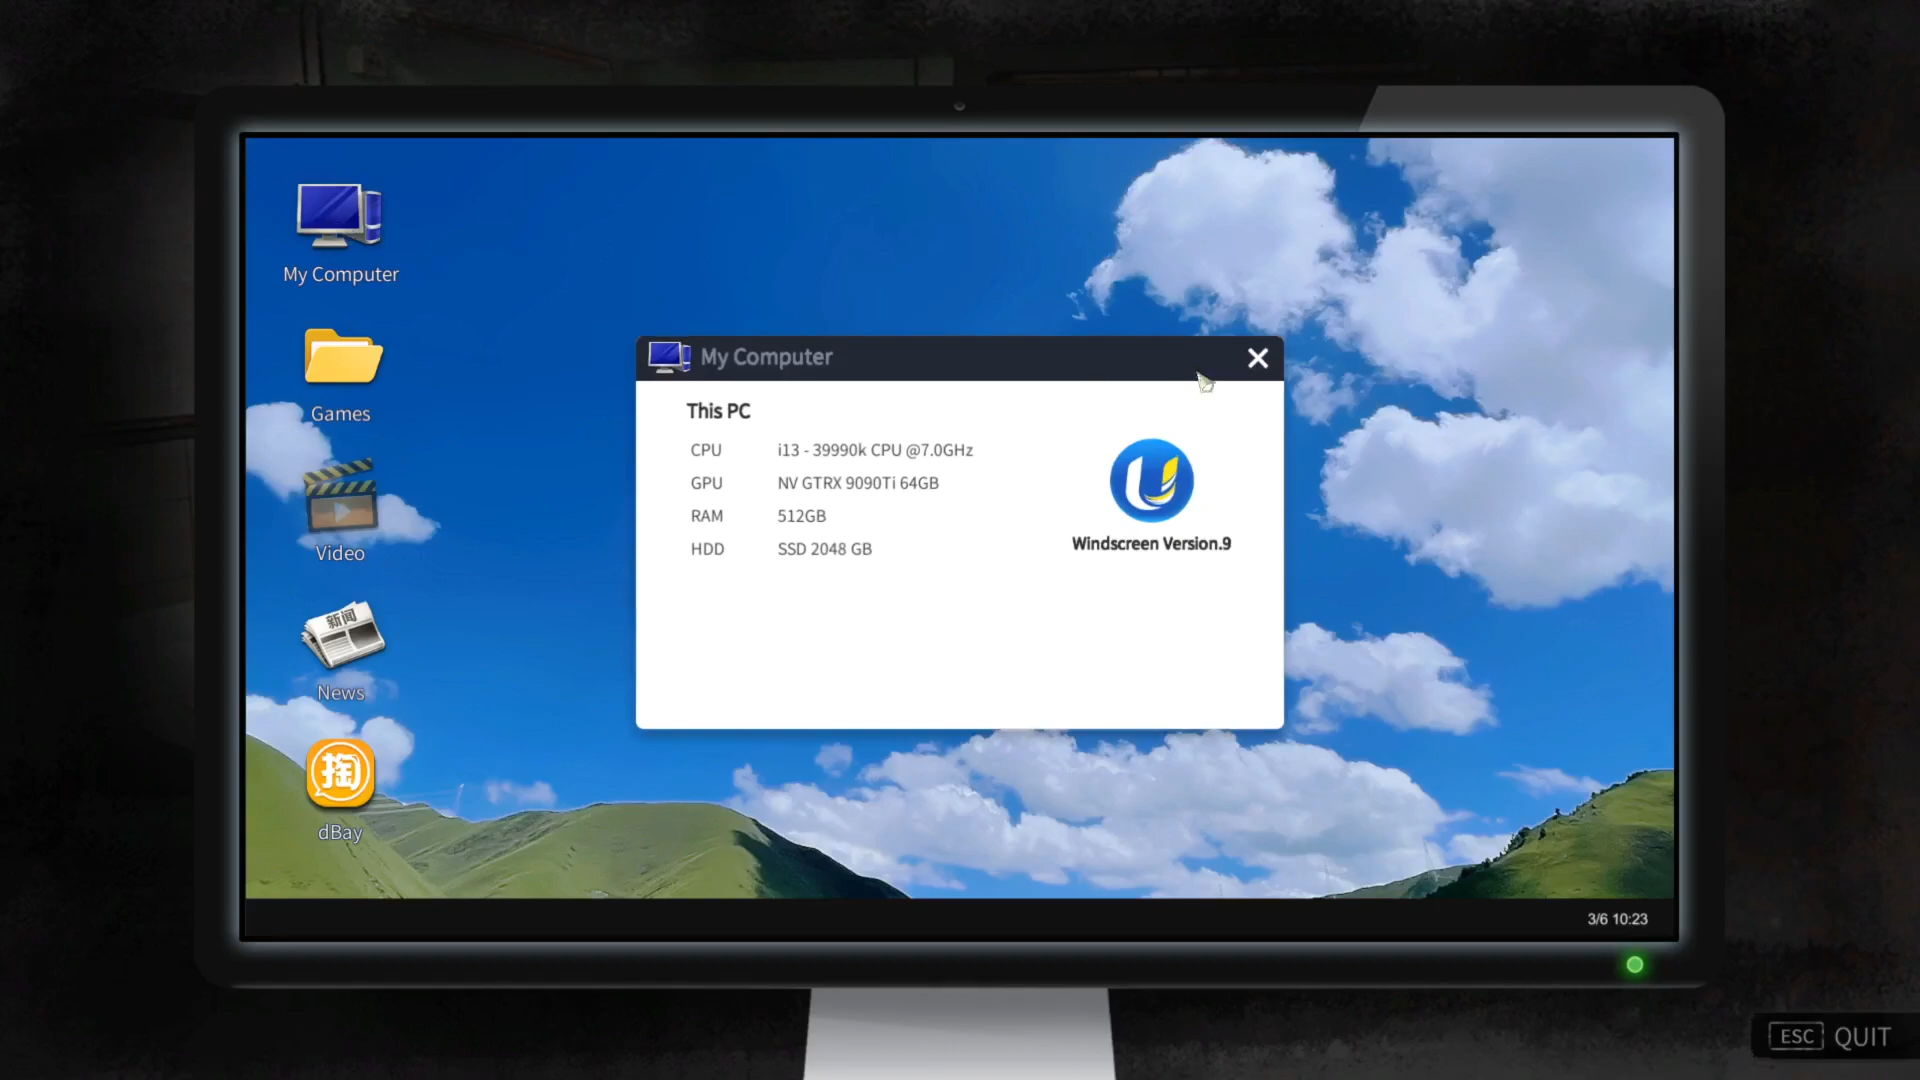 My Computer
Games
Video
新闻
News
掏
dBay
My Computer
This PC
CPU i13 - 39990k CPU @7.0GHz
GPU NV GTRX 9090Ti 64GB
RAM 512GB
HDD SSD 2048 GB
Windscreen Version.9
3/6 10:23
ESC QUIT